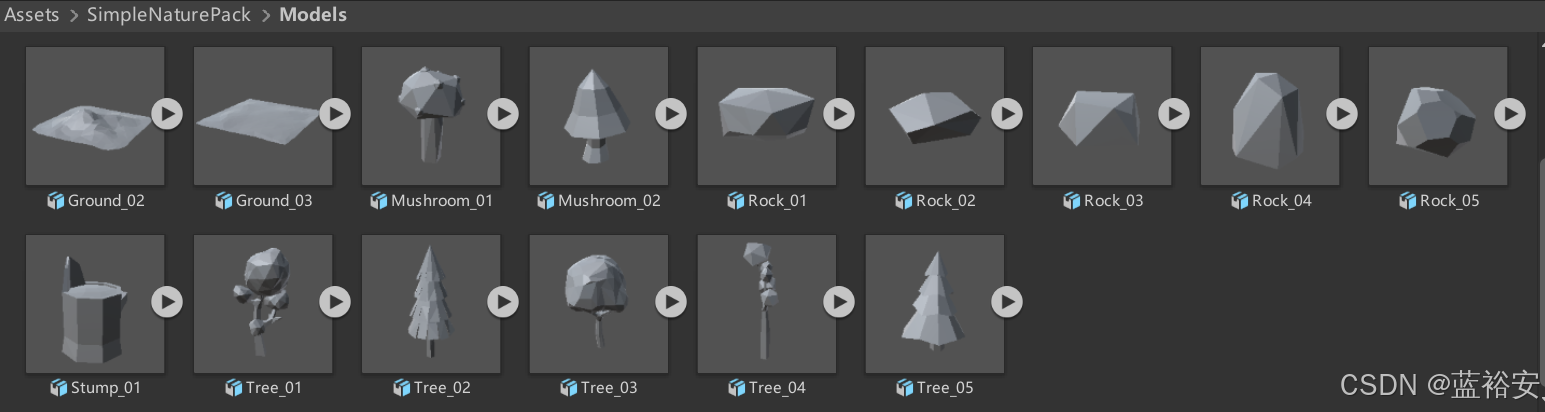 Assets > SimpleNaturePack > Models
Ground_02 Ground_03 Mushroom_01 Mushroom_02 Rock_01 Rock_02 Rock_03 Rock_04 Rock_05
Stump_01 Tree_01 Tree_02 Tree_03 Tree_04 Tree_05
CSDN @蓝裕安